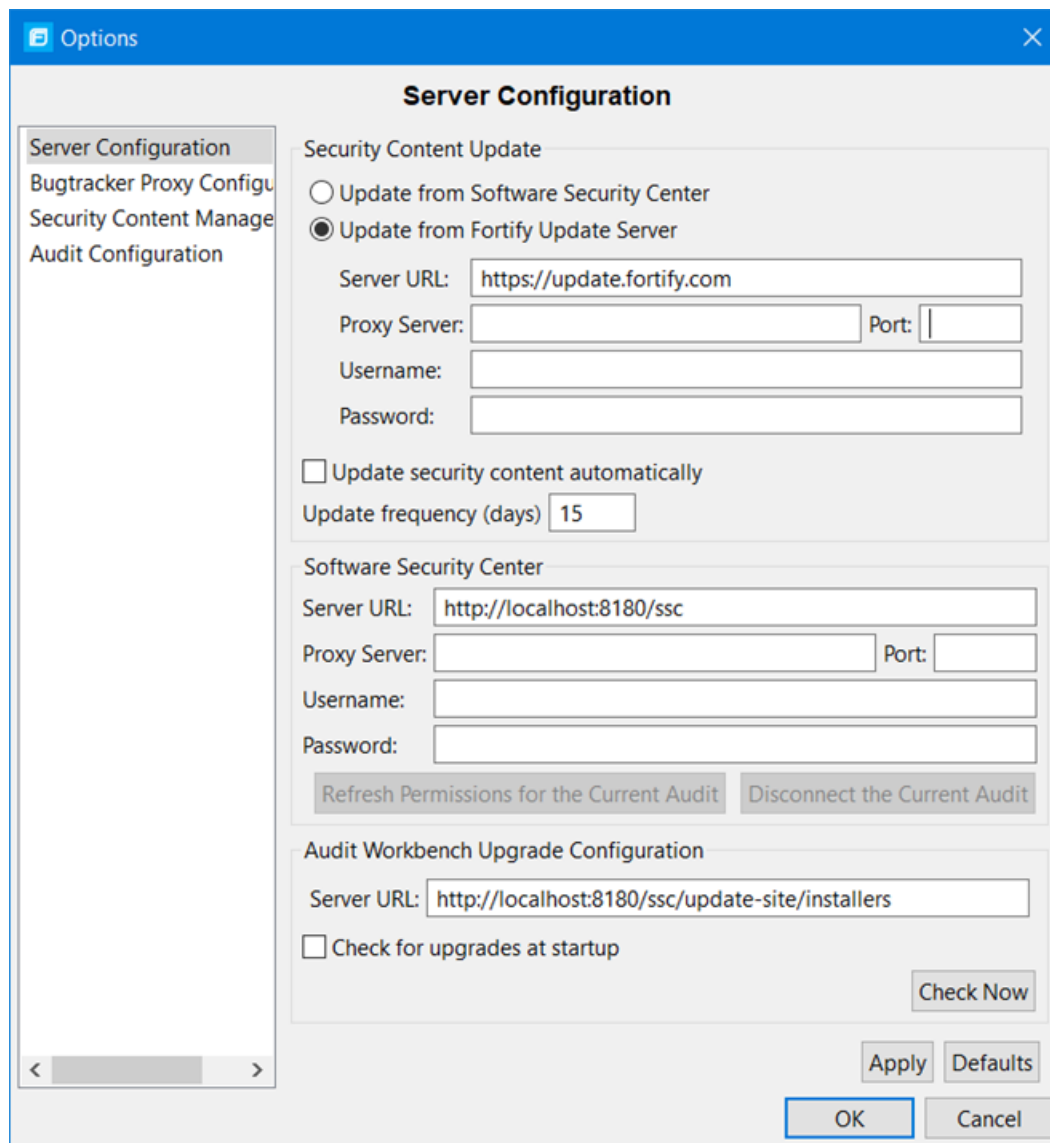 Options
Server Configuration
Server Configuration
Bugtracker Proxy Configu
Security Content Manage
Audit Configuration
Security Content Update
Update from Software Security Center
Update from Fortify Update Server
Server URL: https://update.fortify.com
Proxy Server: Port:
Username:
Password:
Update security content automatically
Update frequency (days) 15
Software Security Center
Server URL: http://localhost:8180/ssc
Proxy Server: Port:
Username:
Password:
Refresh Permissions for the Current Audit Disconnect the Current Audit
Audit Workbench Upgrade Configuration
Server URL: http://localhost:8180/ssc/update-site/installers
Check for upgrades at startup
Check Now
Apply Defaults
OK Cancel